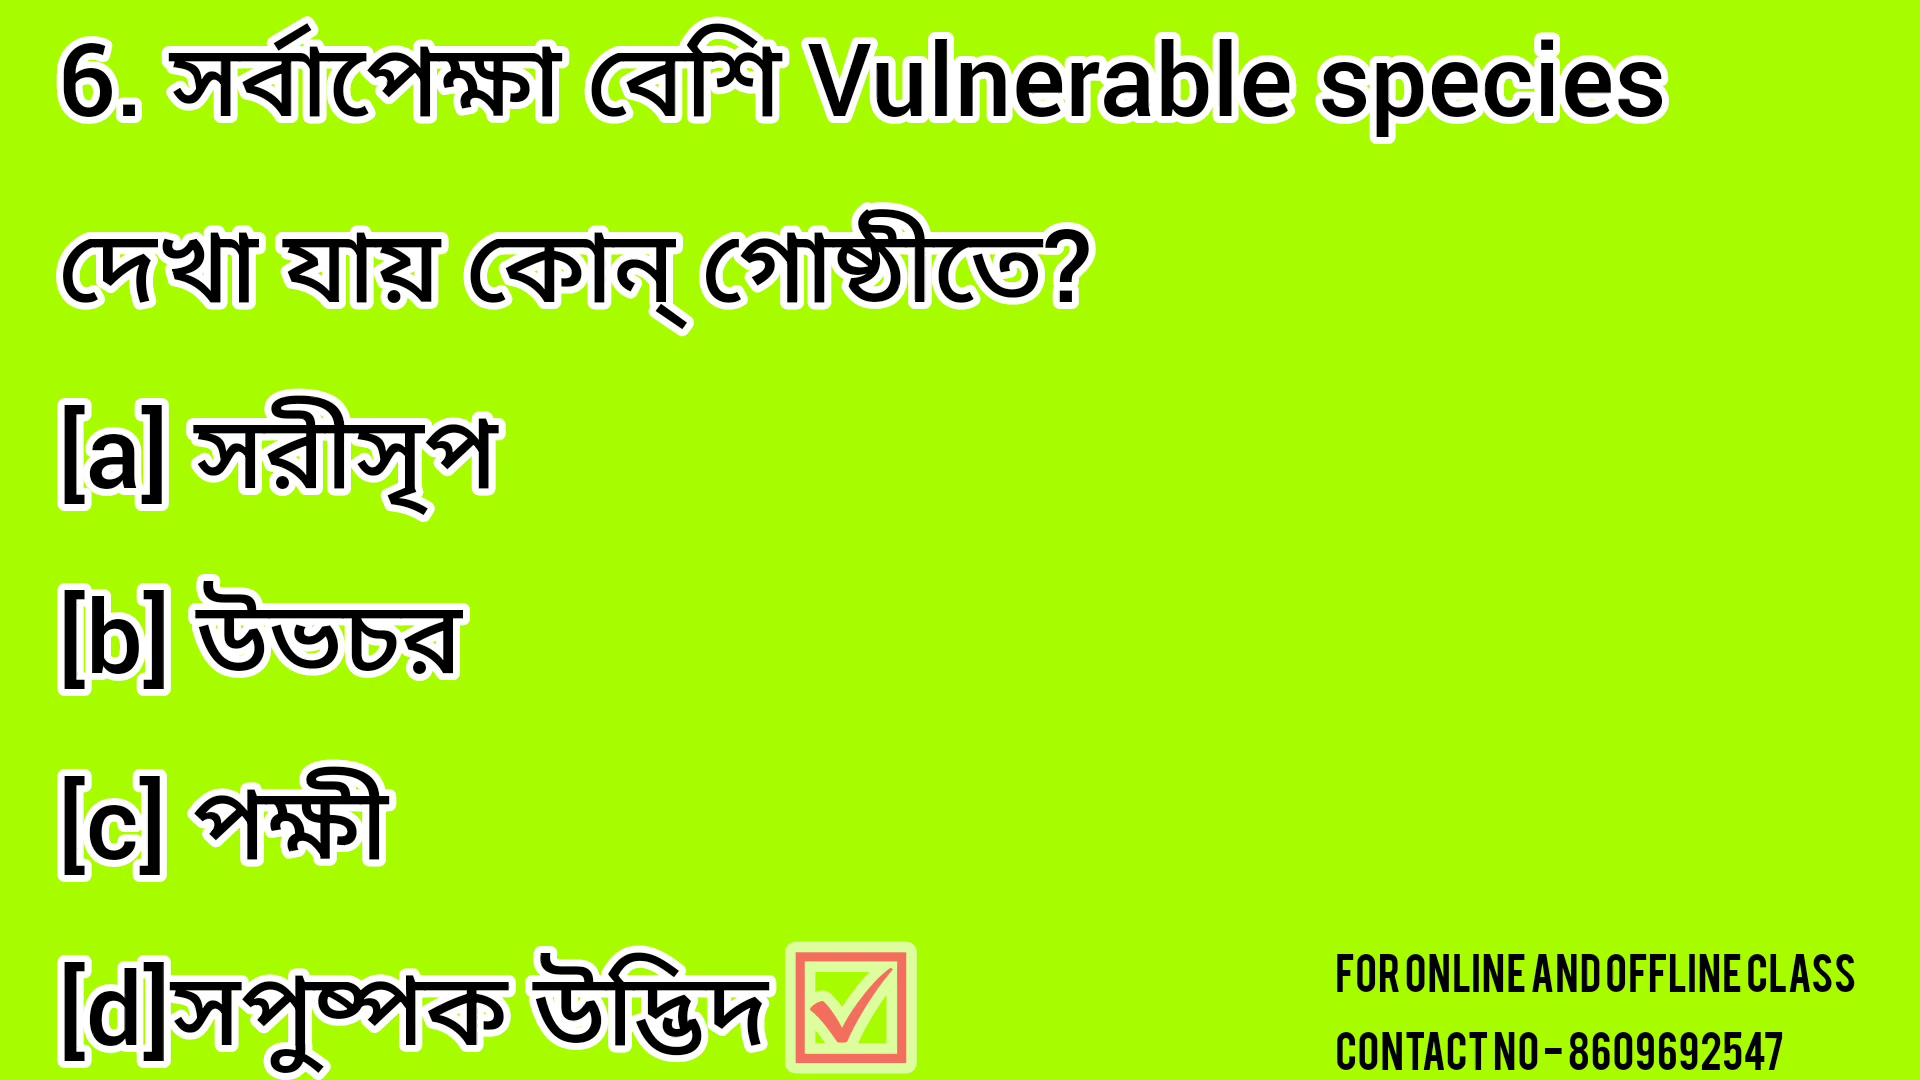 6. সর্বাপেক্ষা বেশি Vulnerable species
দেখা যায় কোন্ গোষ্ঠীতে?
[a] সরীসৃপ
[b] উভচর
[c] পক্ষী
[d]সপুষ্পক উদ্ভিদ
FOR ONLINE AND OFFLINE CLASS
CONTACT NO - 8609692547